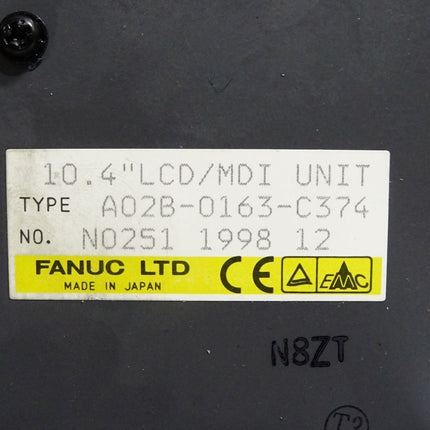 10.4"LCD/MDI UNIT
TYPE A02B-0163-C374
NO. N0251 1998 12
FANUC LTD CE EMC
MADE IN JAPAN
N8ZT